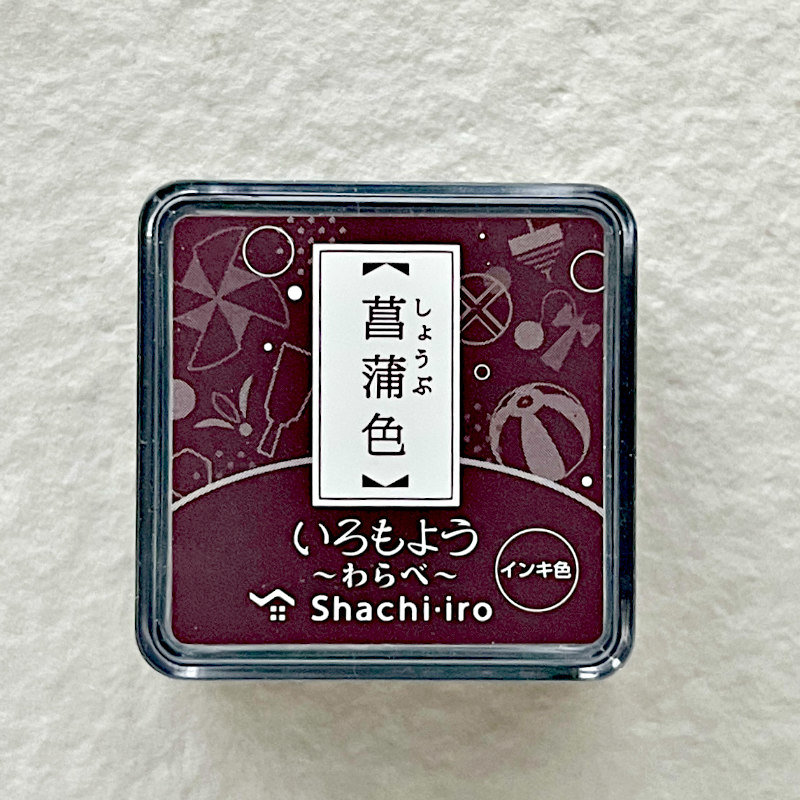 【菖蒲色】
しょうぶ
いろもよう
～わらべ～
Shachi·iro
インキ色